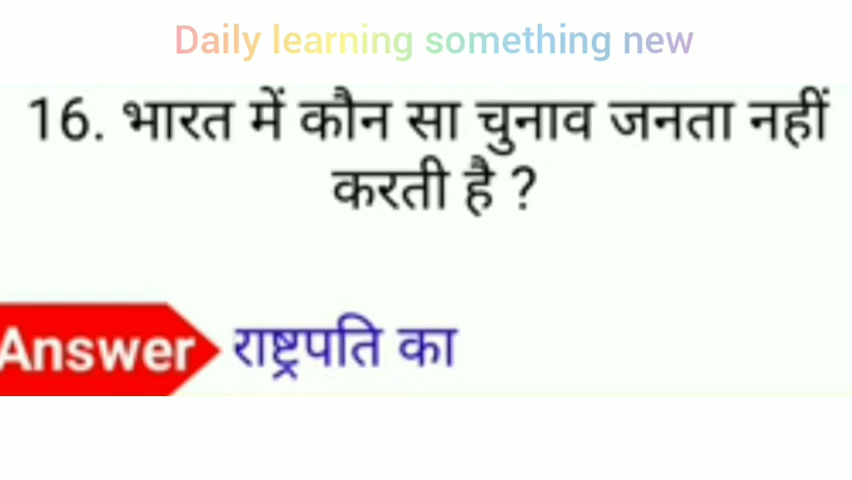 Daily learning something new
16. भारत में कौन सा चुनाव जनता नहीं
करती है ?
Answer राष्ट्रपति का